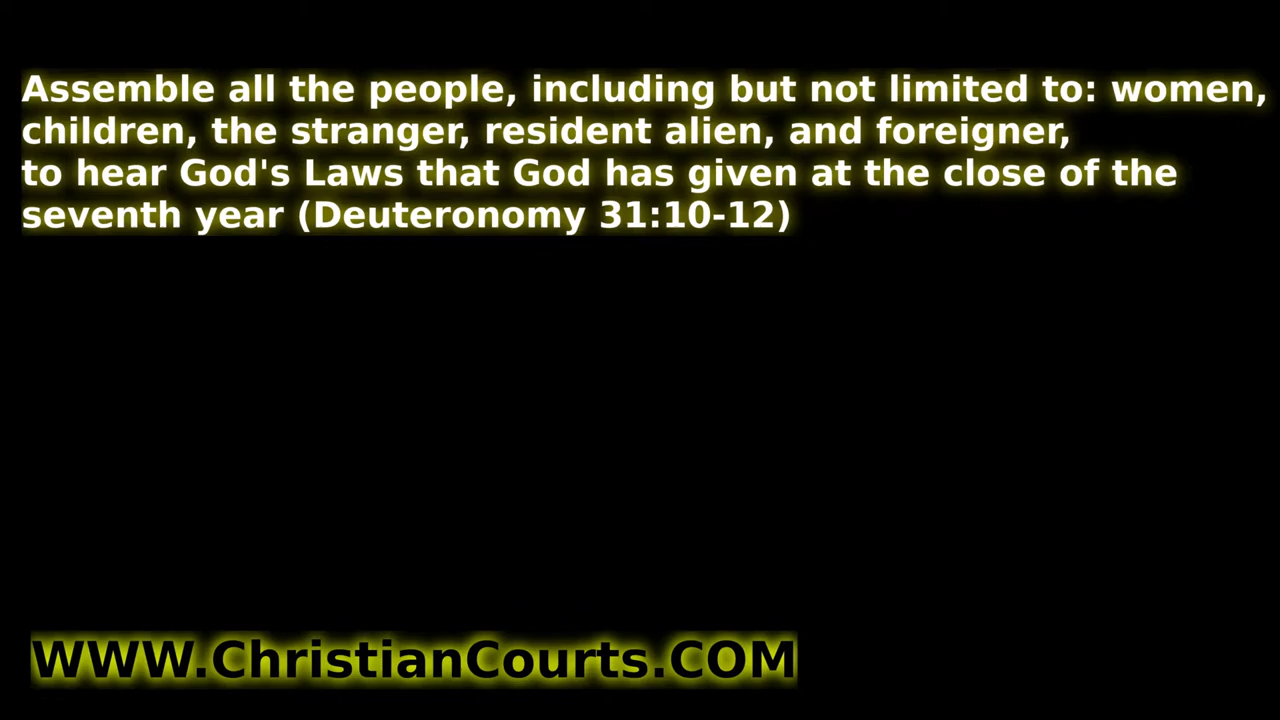 Assemble all the people, including but not limited to: women,
children, the stranger, resident alien, and foreigner,
to hear God's Laws that God has given at the close of the
seventh year (Deuteronomy 31:10-12)
WWW.ChristianCourts.COM